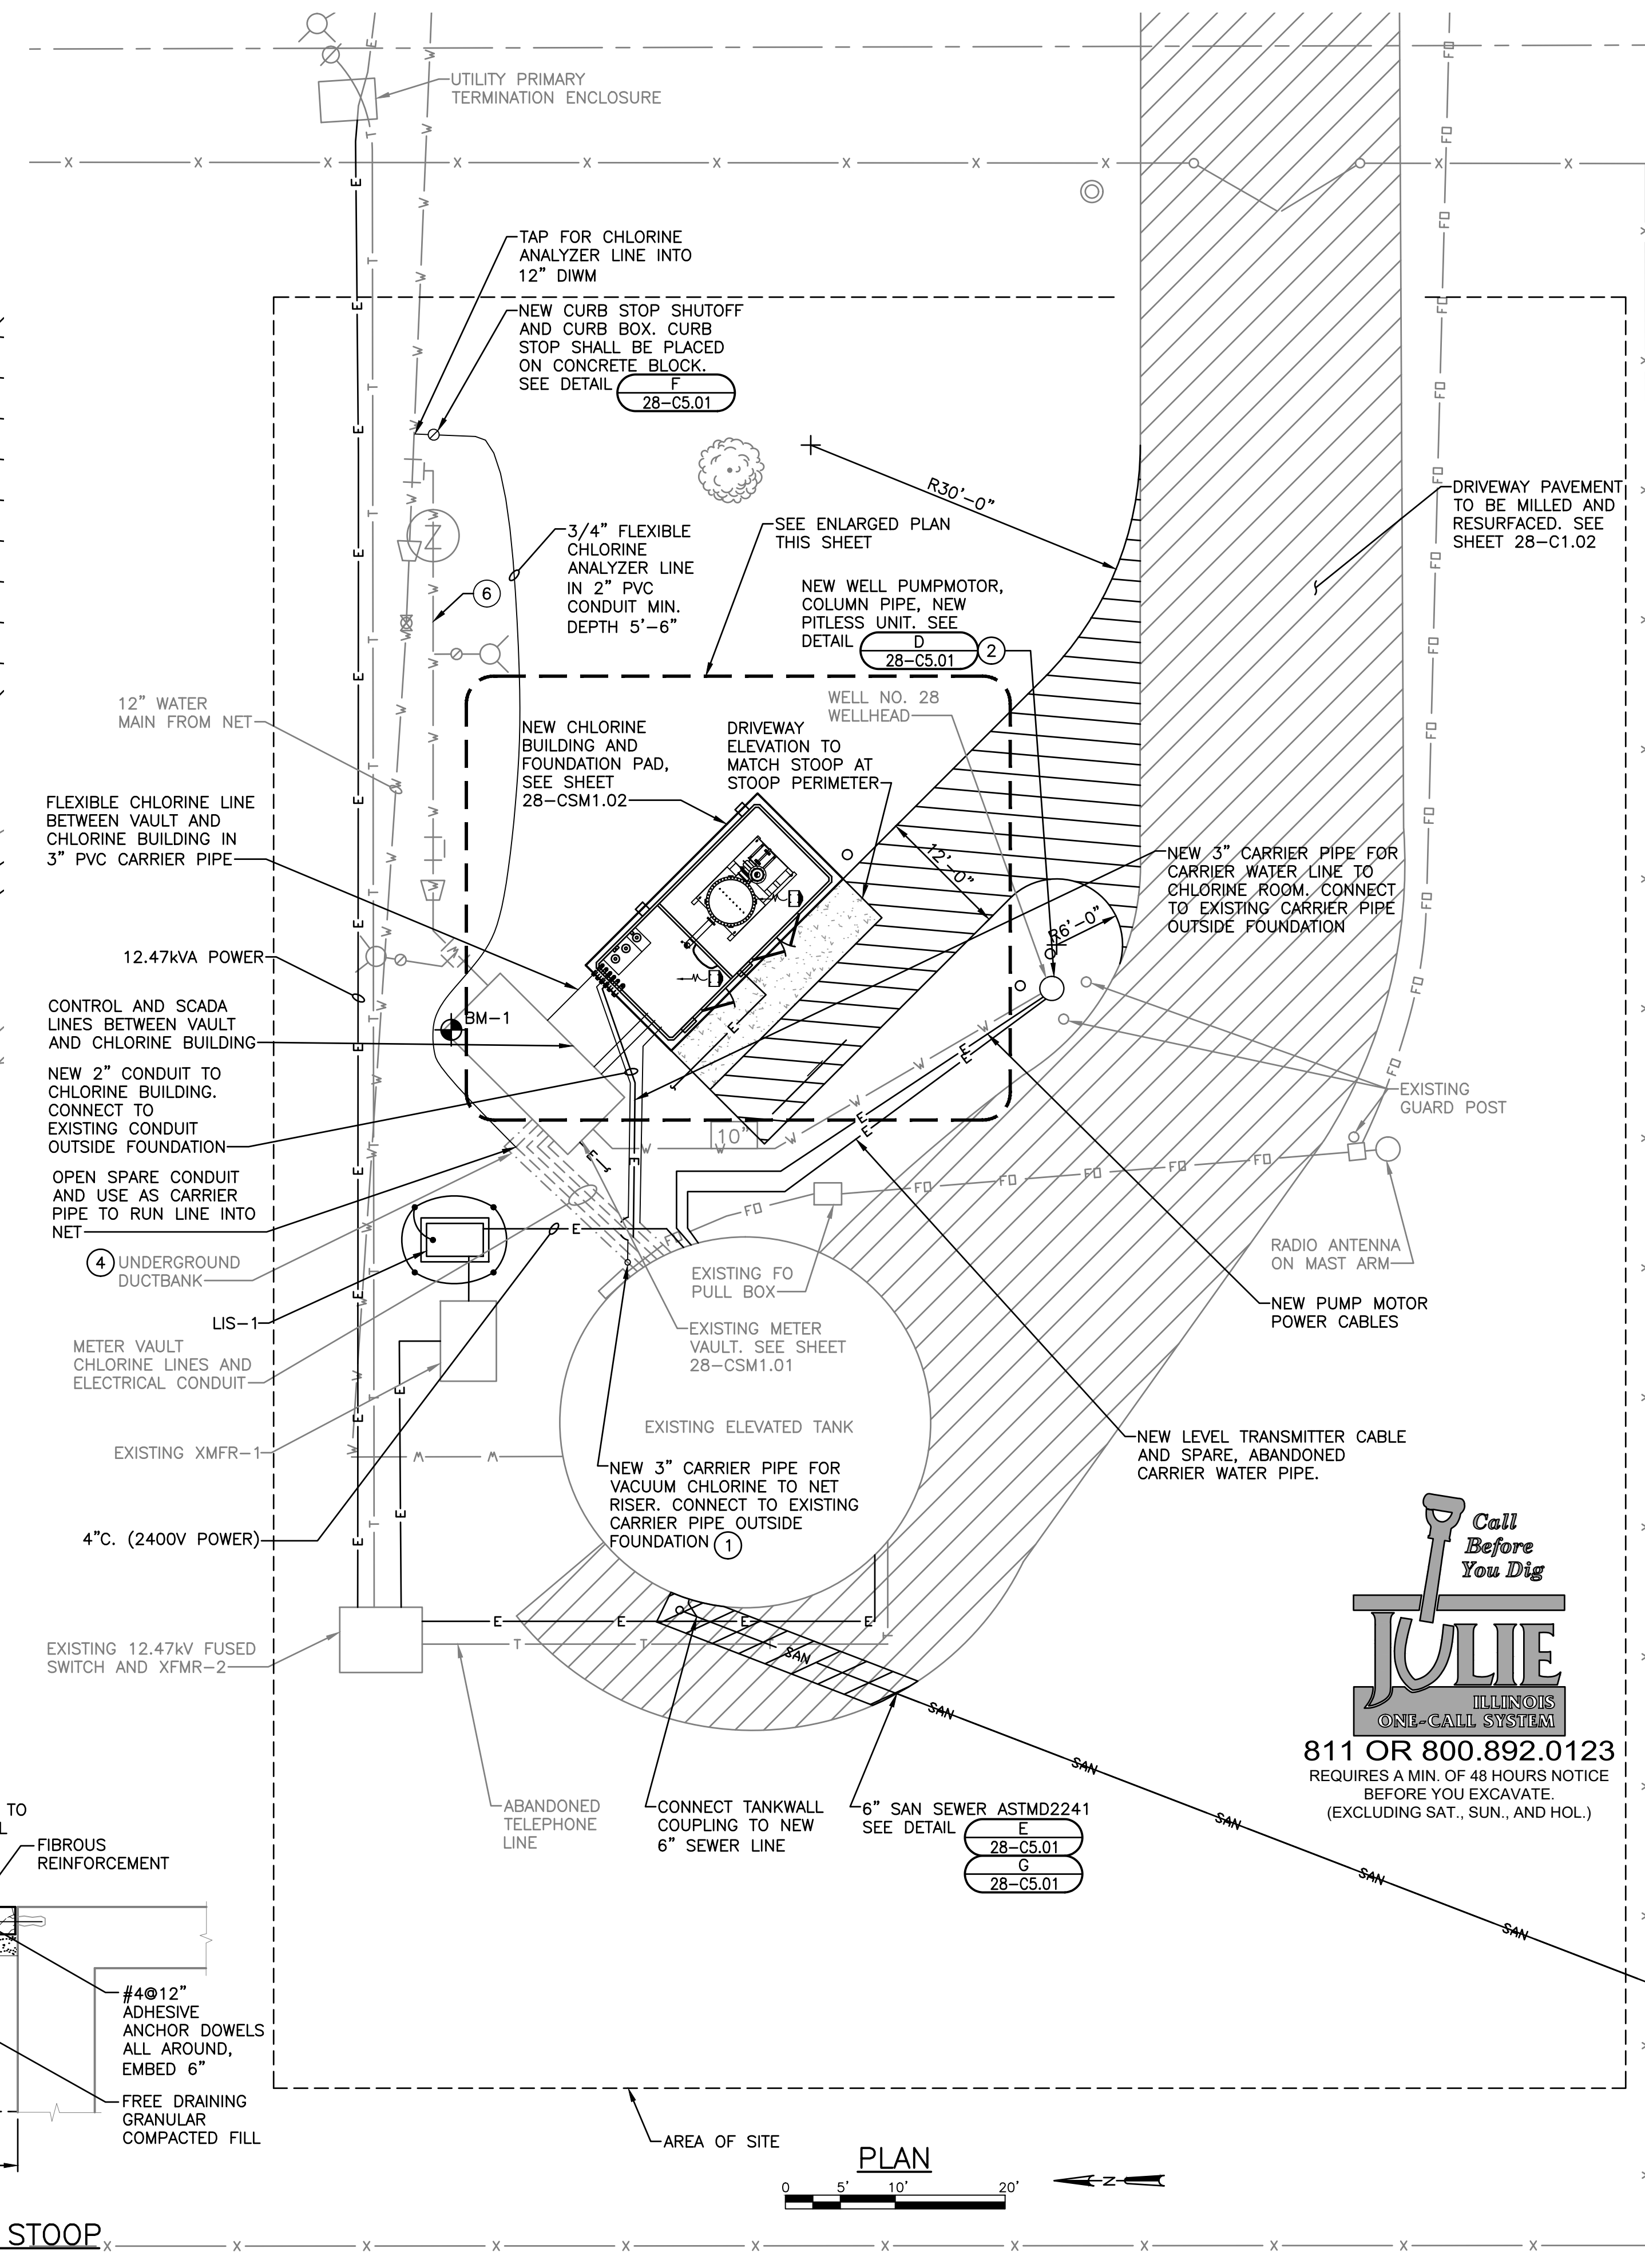 UTILITY PRIMARY
TERMINATION ENCLOSURE
TAP FOR CHLORINE
ANALYZER LINE INTO
12” DIWM
NEW CURB STOP SHUTOFF
AND CURB BOX. CURB
STOP SHALL BE PLACED
ON CONCRETE BLOCK.
SEE DETAIL F
28-C5.01
R30'-0”
DRIVEWAY PAVEMENT
TO BE MILLED AND
RESURFACED. SEE
SHEET 28-C1.02
3/4” FLEXIBLE
CHLORINE
ANALYZER LINE
IN 2” PVC
CONDUIT MIN.
DEPTH 5'-6”
6
SEE ENLARGED PLAN
THIS SHEET
NEW WELL PUMPMOTOR,
COLUMN PIPE, NEW
PITLESS UNIT. SEE
DETAIL D
28-C5.01
2
12” WATER
MAIN FROM NET
WELL NO. 28
WELLHEAD
NEW CHLORINE
BUILDING AND
FOUNDATION PAD,
SEE SHEET
28-CSM1.02
DRIVEWAY
ELEVATION TO
MATCH STOOP AT
STOOP PERIMETER
FLEXIBLE CHLORINE LINE
BETWEEN VAULT AND
CHLORINE BUILDING IN
3” PVC CARRIER PIPE
12'-0”
NEW 3” CARRIER PIPE FOR
CARRIER WATER LINE TO
CHLORINE ROOM. CONNECT
TO EXISTING CARRIER PIPE
OUTSIDE FOUNDATION
R6'-0”
12.47kVA POWER
CONTROL AND SCADA
LINES BETWEEN VAULT
AND CHLORINE BUILDING
BM-1
NEW 2” CONDUIT TO
CHLORINE BUILDING.
CONNECT TO
EXISTING CONDUIT
OUTSIDE FOUNDATION
EXISTING
GUARD POST
10”
OPEN SPARE CONDUIT
AND USE AS CARRIER
PIPE TO RUN LINE INTO
NET
4 UNDERGROUND
DUCTBANK
LIS-1
RADIO ANTENNA
ON MAST ARM
EXISTING FO
PULL BOX
NEW PUMP MOTOR
POWER CABLES
EXISTING METER
VAULT. SEE SHEET
28-CSM1.01
METER VAULT
CHLORINE LINES AND
ELECTRICAL CONDUIT
EXISTING XMFR-1
EXISTING ELEVATED TANK
NEW LEVEL TRANSMITTER CABLE
AND SPARE, ABANDONED
CARRIER WATER PIPE.
NEW 3” CARRIER PIPE FOR
VACUUM CHLORINE TO NET
RISER. CONNECT TO EXISTING
CARRIER PIPE OUTSIDE
FOUNDATION 1
4”C. (2400V POWER)
Call
Before
You Dig
JULIE
ILLINOIS
ONE-CALL SYSTEM
811 OR 800.892.0123
REQUIRES A MIN. OF 48 HOURS NOTICE
BEFORE YOU EXCAVATE.
(EXCLUDING SAT., SUN., AND HOL.)
EXISTING 12.47kV FUSED
SWITCH AND XFMR-2
ABANDONED
TELEPHONE
LINE
CONNECT TANKWALL
COUPLING TO NEW
6” SEWER LINE
6” SAN SEWER ASTMD2241
SEE DETAIL E
28-C5.01
G
28-C5.01
SAN
SAN
SAN
SAN
SAN
SAN
TO
FIBROUS
REINFORCEMENT
#4@12”
ADHESIVE
ANCHOR DOWELS
ALL AROUND,
EMBED 6”
FREE DRAINING
GRANULAR
COMPACTED FILL
AREA OF SITE
PLAN
0 5' 10' 20'
N
STOOP